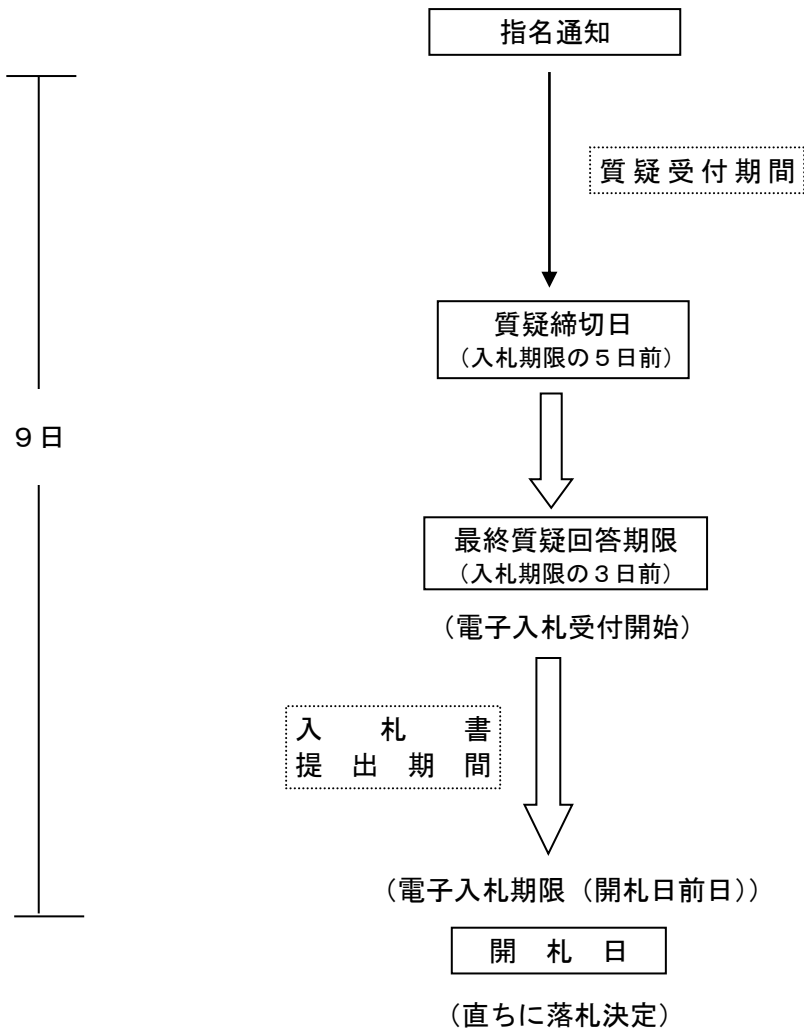 指名通知
質疑受付期間
質疑締切日
（入札期限の５日前）
９日
最終質疑回答期限
（入札期限の３日前）
（電子入札受付開始）
入札書
提出期間
（電子入札期限（開札日前日））
開札日
（直ちに落札決定）